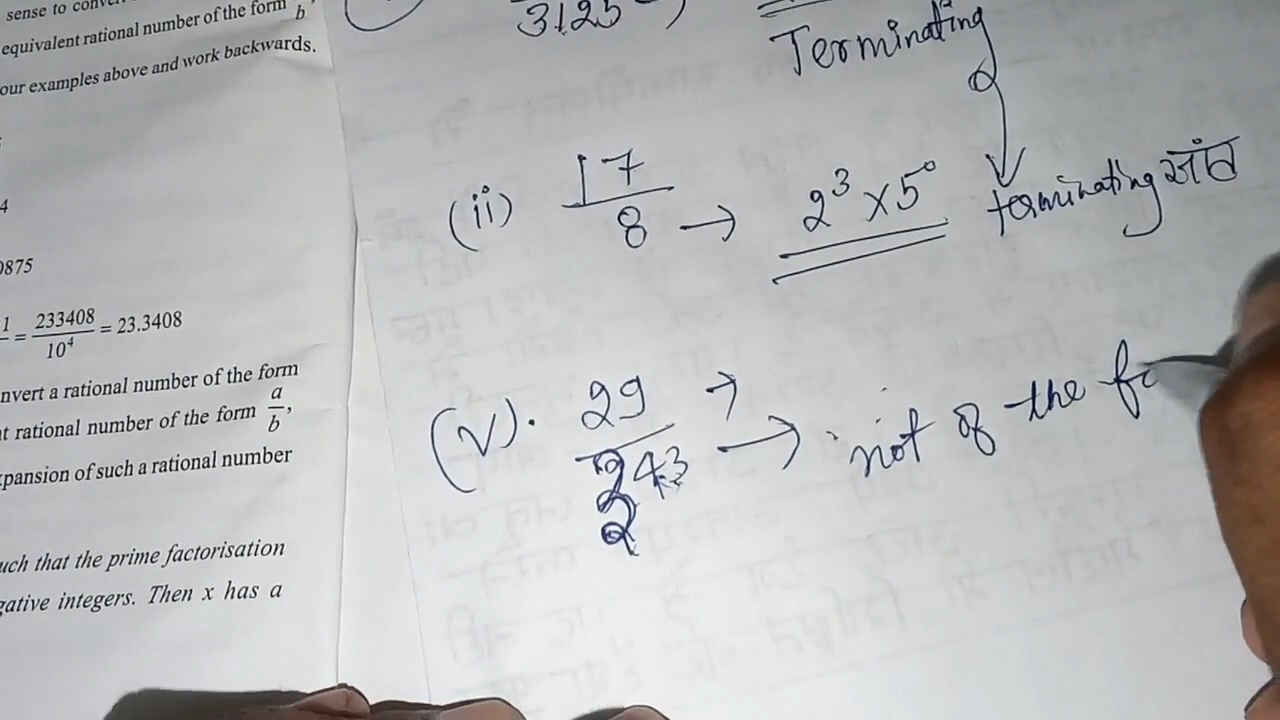 sense to
equivalent rational number of the form
b
our examples above and work backwards.
4
0875
1 = 233408 / 10⁴ = 23.3408
nvert a rational number of the form
t rational number of the form a/b,
xpansion of such a rational number
uch that the prime factorisation
gative integers. Then x has a
3125
Terminating
(ii) 17/8 → 2³ × 5⁰ terminating
(v). 29/243 → not of the
2